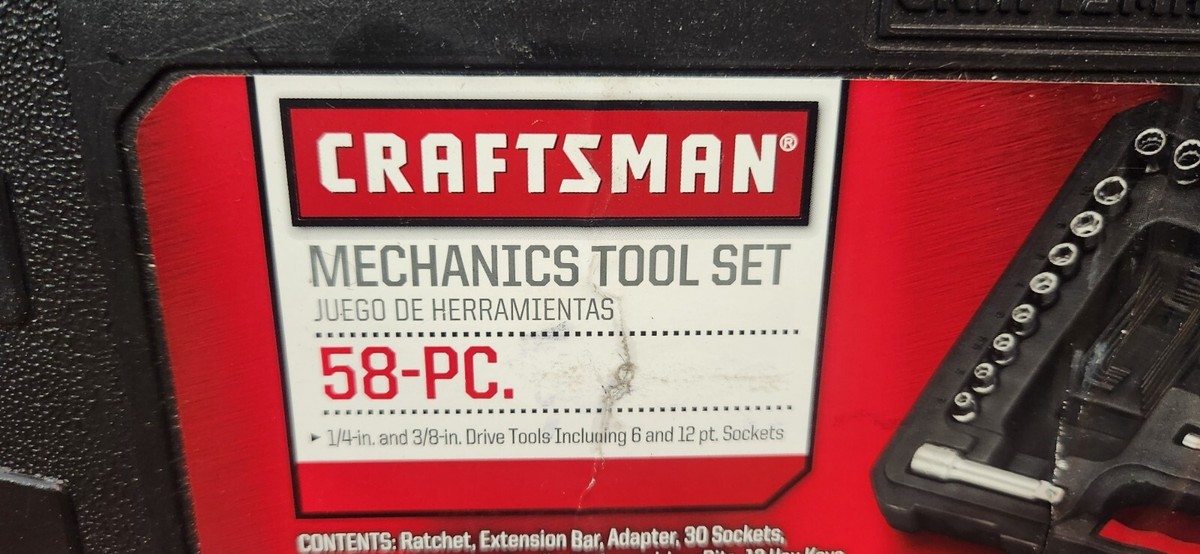 CRAFTSMAN®
MECHANICS TOOL SET
JUEGO DE HERRAMIENTAS
58-PC.
▸ 1/4-in. and 3/8-in. Drive Tools Including 6 and 12 pt. Sockets
CONTENTS: Ratchet, Extension Bar, Adapter, 30 Sockets,